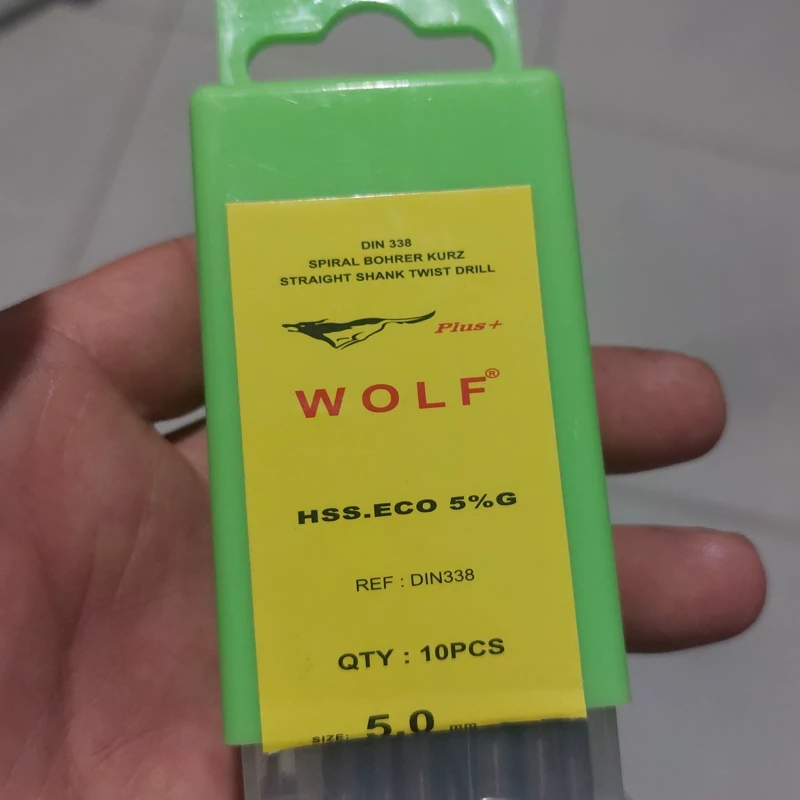 DIN 338
SPIRAL BOHRER KURZ
STRAIGHT SHANK TWIST DRILL
Plus+
WOLF®
HSS.ECO 5%G
REF : DIN338
QTY : 10PCS
SIZE: 5.0 mm